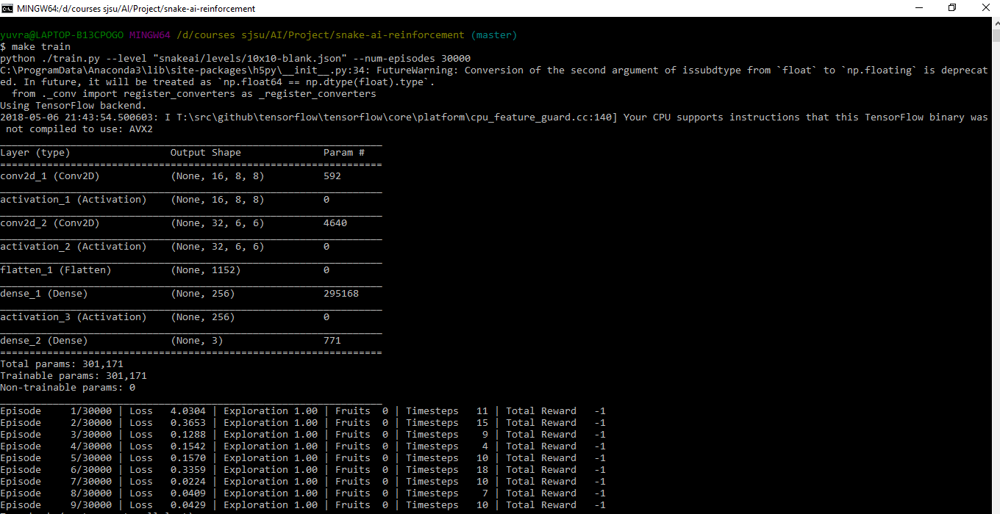 MINGW64:/d/courses sjsu/AI/Project/snake-ai-reinforcement
yuvra@LAPTOP-B13CPOGO MINGW64 /d/courses sjsu/AI/Project/snake-ai-reinforcement (master)
$ make train
python ./train.py --level "snakeai/levels/10x10-blank.json" --num-episodes 30000
C:\ProgramData\Anaconda3\lib\site-packages\h5py\__init__.py:34: FutureWarning: Conversion of the second argument of issubdtype from `float` to `np.floating` is deprecat
ed. In future, it will be treated as `np.float64 == np.dtype(float).type`.
from ._conv import register_converters as _register_converters
Using TensorFlow backend.
2018-05-06 21:43:54.500603: I T:\src\github\tensorflow\tensorflow\core\platform\cpu_feature_guard.cc:140] Your CPU supports instructions that this TensorFlow binary was
not compiled to use: AVX2
_________________________________________________________________
Layer (type) Output Shape Param #
=================================================================
conv2d_1 (Conv2D) (None, 16, 8, 8) 592
_________________________________________________________________
activation_1 (Activation) (None, 16, 8, 8) 0
_________________________________________________________________
conv2d_2 (Conv2D) (None, 32, 6, 6) 4640
_________________________________________________________________
activation_2 (Activation) (None, 32, 6, 6) 0
_________________________________________________________________
flatten_1 (Flatten) (None, 1152) 0
_________________________________________________________________
dense_1 (Dense) (None, 256) 295168
_________________________________________________________________
activation_3 (Activation) (None, 256) 0
_________________________________________________________________
dense_2 (Dense) (None, 3) 771
=================================================================
Total params: 301,171
Trainable params: 301,171
Non-trainable params: 0
_________________________________________________________________
Episode 1/30000 | Loss 4.0304 | Exploration 1.00 | Fruits 0 | Timesteps 11 | Total Reward -1
Episode 2/30000 | Loss 0.3653 | Exploration 1.00 | Fruits 0 | Timesteps 15 | Total Reward -1
Episode 3/30000 | Loss 0.1288 | Exploration 1.00 | Fruits 0 | Timesteps 9 | Total Reward -1
Episode 4/30000 | Loss 0.1542 | Exploration 1.00 | Fruits 0 | Timesteps 4 | Total Reward -1
Episode 5/30000 | Loss 0.1570 | Exploration 1.00 | Fruits 0 | Timesteps 10 | Total Reward -1
Episode 6/30000 | Loss 0.3359 | Exploration 1.00 | Fruits 0 | Timesteps 18 | Total Reward -1
Episode 7/30000 | Loss 0.0224 | Exploration 1.00 | Fruits 0 | Timesteps 10 | Total Reward -1
Episode 8/30000 | Loss 0.0409 | Exploration 1.00 | Fruits 0 | Timesteps 7 | Total Reward -1
Episode 9/30000 | Loss 0.0429 | Exploration 1.00 | Fruits 0 | Timesteps 10 | Total Reward -1